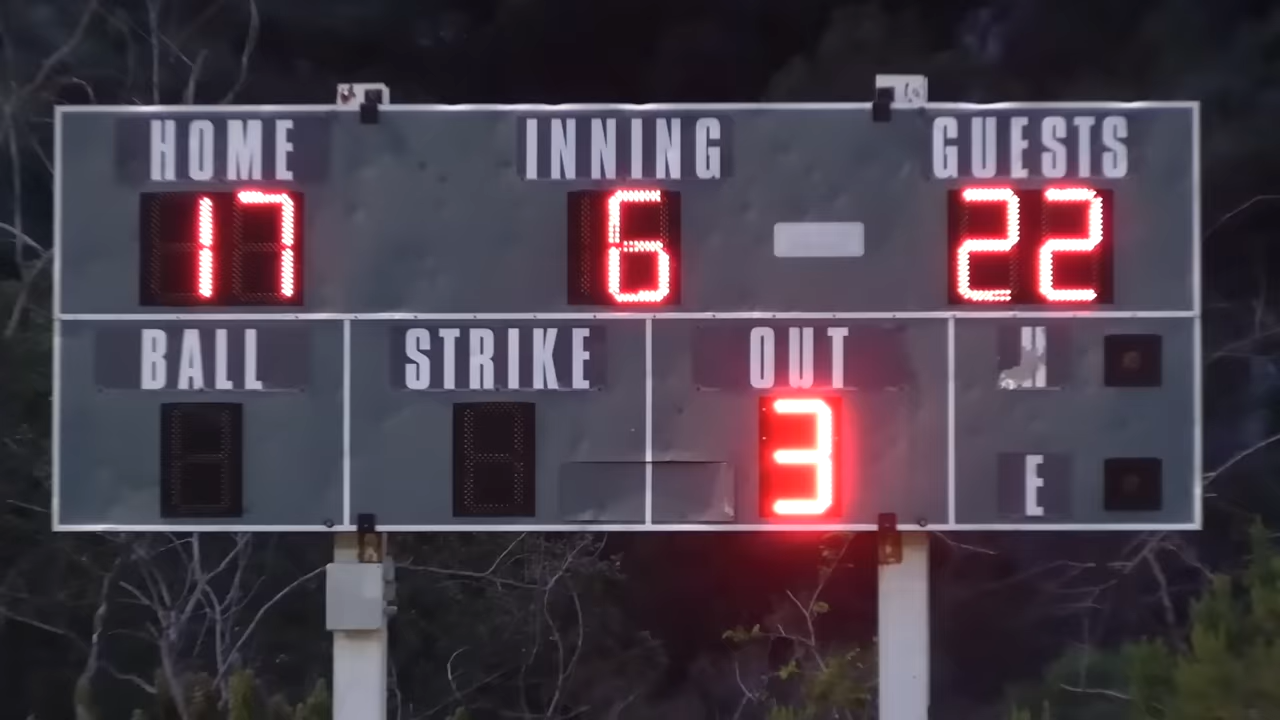 HOME INNING GUESTS
17 6 22
BALL STRIKE OUT H
3
E